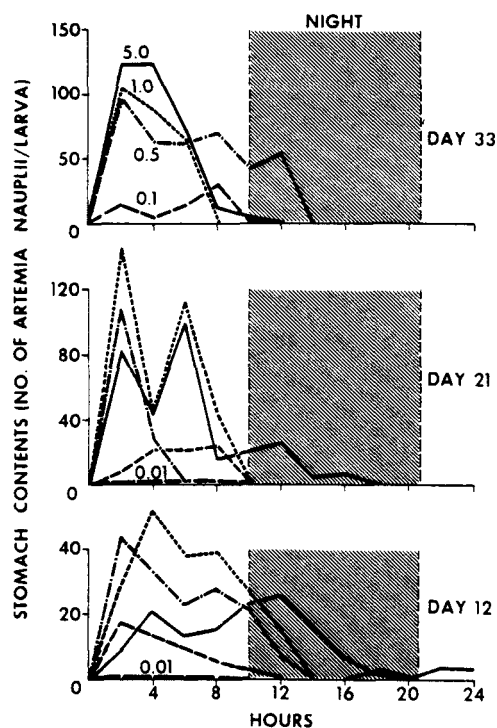 NIGHT
150
100
50
0
5.0
1.0
0.5
0.1
DAY 33
120
80
40
0
0.01
DAY 21
40
20
0
0.01
DAY 12
0 4 8 12 16 20 24
HOURS
STOMACH CONTENTS (NO. OF ARTEMIA NAUPLII/LARVA)